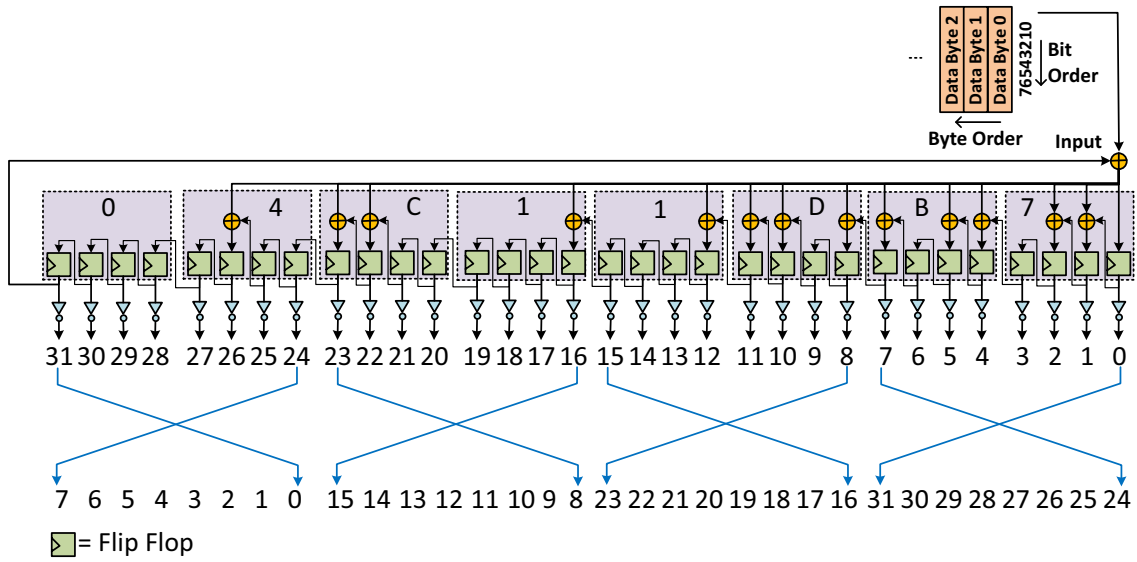 ...
Data Byte 2
Data Byte 1
Data Byte 0
76543210
Bit
Order
Byte Order
Input
0 4 C 1 1 D B 7
31 30 29 28 27 26 25 24 23 22 21 20 19 18 17 16 15 14 13 12 11 10 9 8 7 6 5 4 3 2 1 0
7 6 5 4 3 2 1 0 15 14 13 12 11 10 9 8 23 22 21 20 19 18 17 16 31 30 29 28 27 26 25 24
= Flip Flop